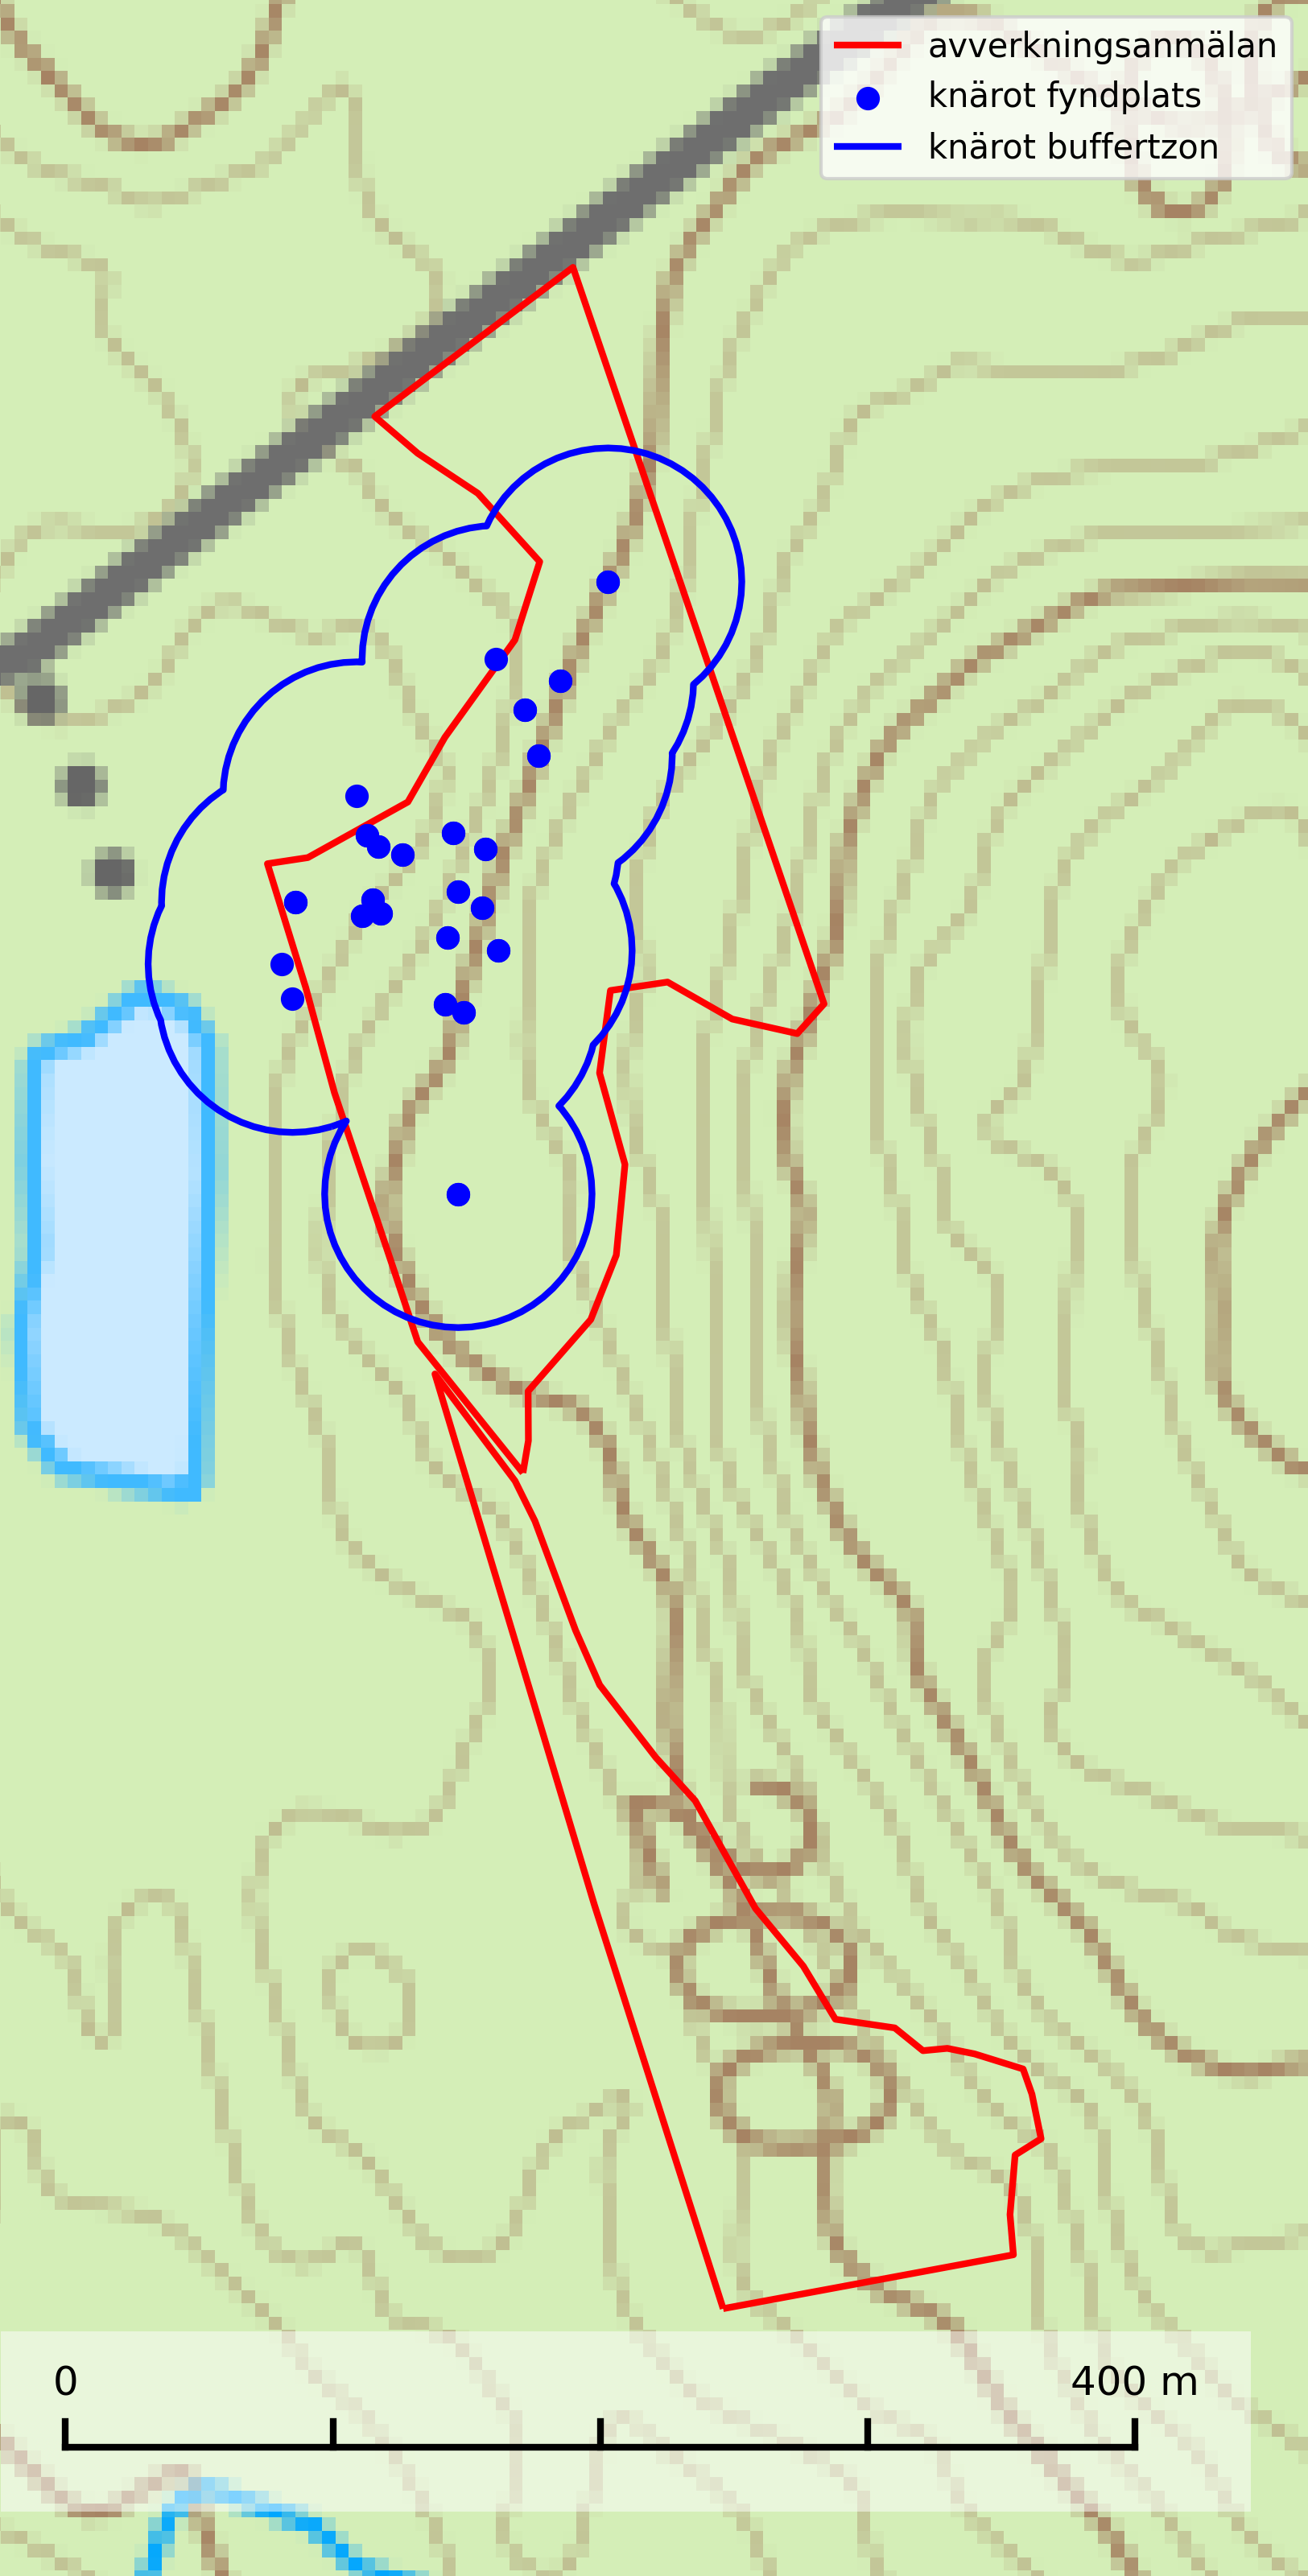 avverkningsanmälan
knärot fyndplats
knärot buffertzon
0 400 m